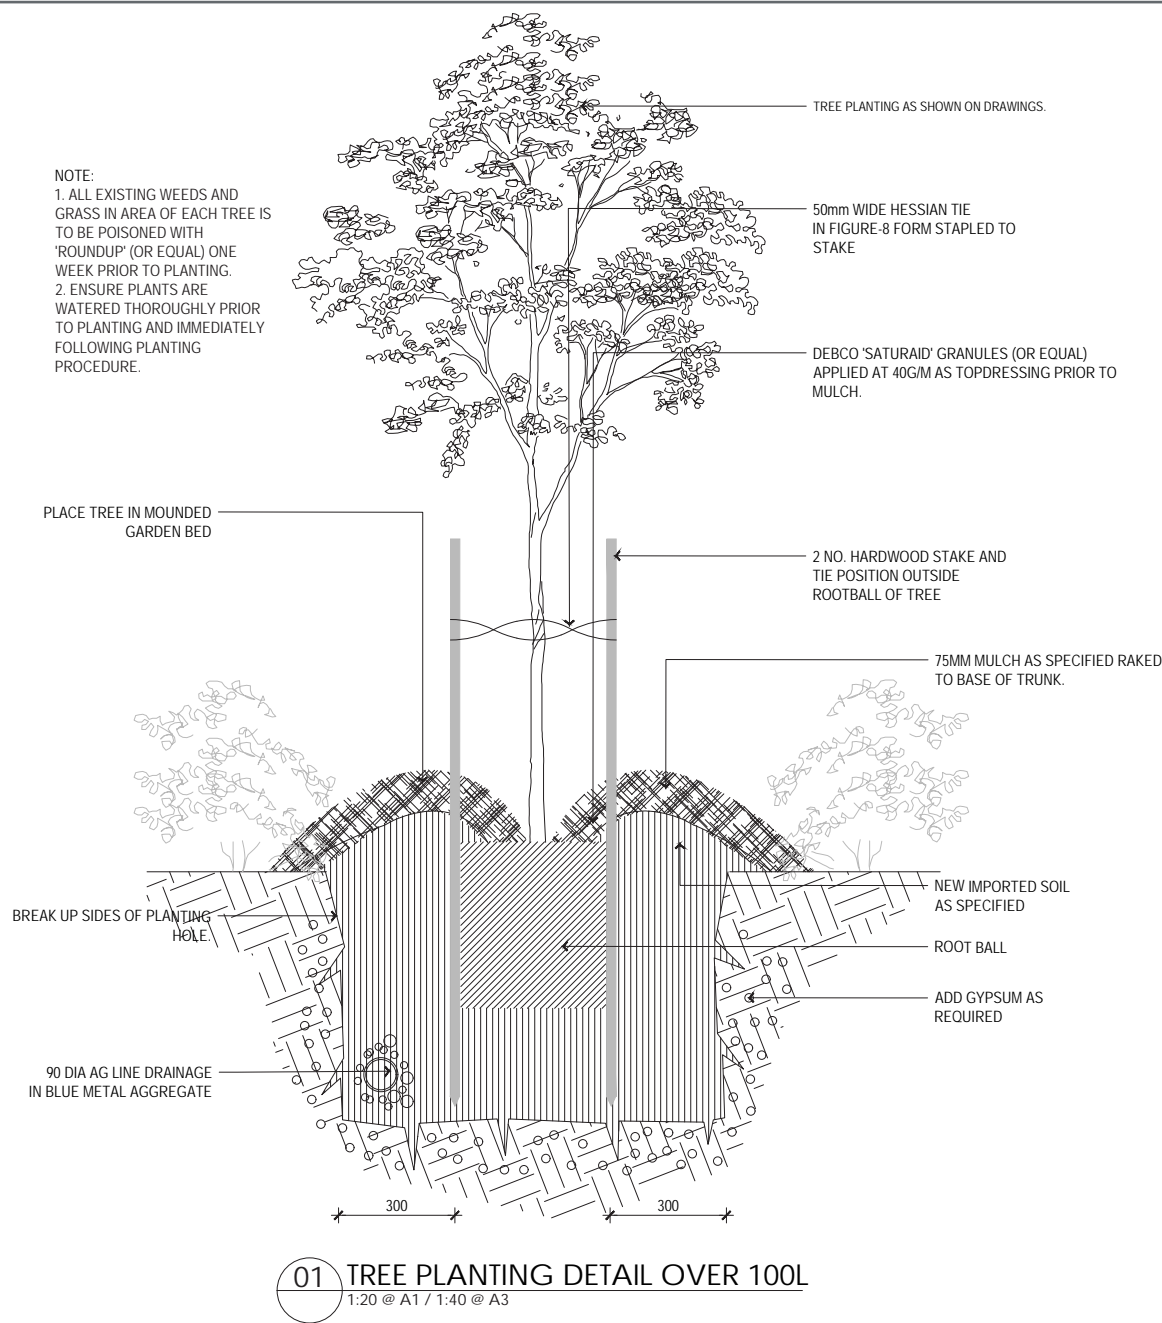 TREE PLANTING AS SHOWN ON DRAWINGS.
NOTE:
1. ALL EXISTING WEEDS AND
GRASS IN AREA OF EACH TREE IS
TO BE POISONED WITH
'ROUNDUP' (OR EQUAL) ONE
WEEK PRIOR TO PLANTING.
2. ENSURE PLANTS ARE
WATERED THOROUGHLY PRIOR
TO PLANTING AND IMMEDIATELY
FOLLOWING PLANTING
PROCEDURE.
50mm WIDE HESSIAN TIE
IN FIGURE-8 FORM STAPLED TO
STAKE
DEBCO 'SATURAID' GRANULES (OR EQUAL)
APPLIED AT 40G/M AS TOPDRESSING PRIOR TO
MULCH.
PLACE TREE IN MOUNDED
GARDEN BED
2 NO. HARDWOOD STAKE AND
TIE POSITION OUTSIDE
ROOTBALL OF TREE
75MM MULCH AS SPECIFIED RAKED
TO BASE OF TRUNK.
NEW IMPORTED SOIL
AS SPECIFIED
BREAK UP SIDES OF PLANTING
HOLE.
ROOT BALL
ADD GYPSUM AS
REQUIRED
90 DIA AG LINE DRAINAGE
IN BLUE METAL AGGREGATE
300
300
01
TREE PLANTING DETAIL OVER 100L
1:20 @ A1 / 1:40 @ A3